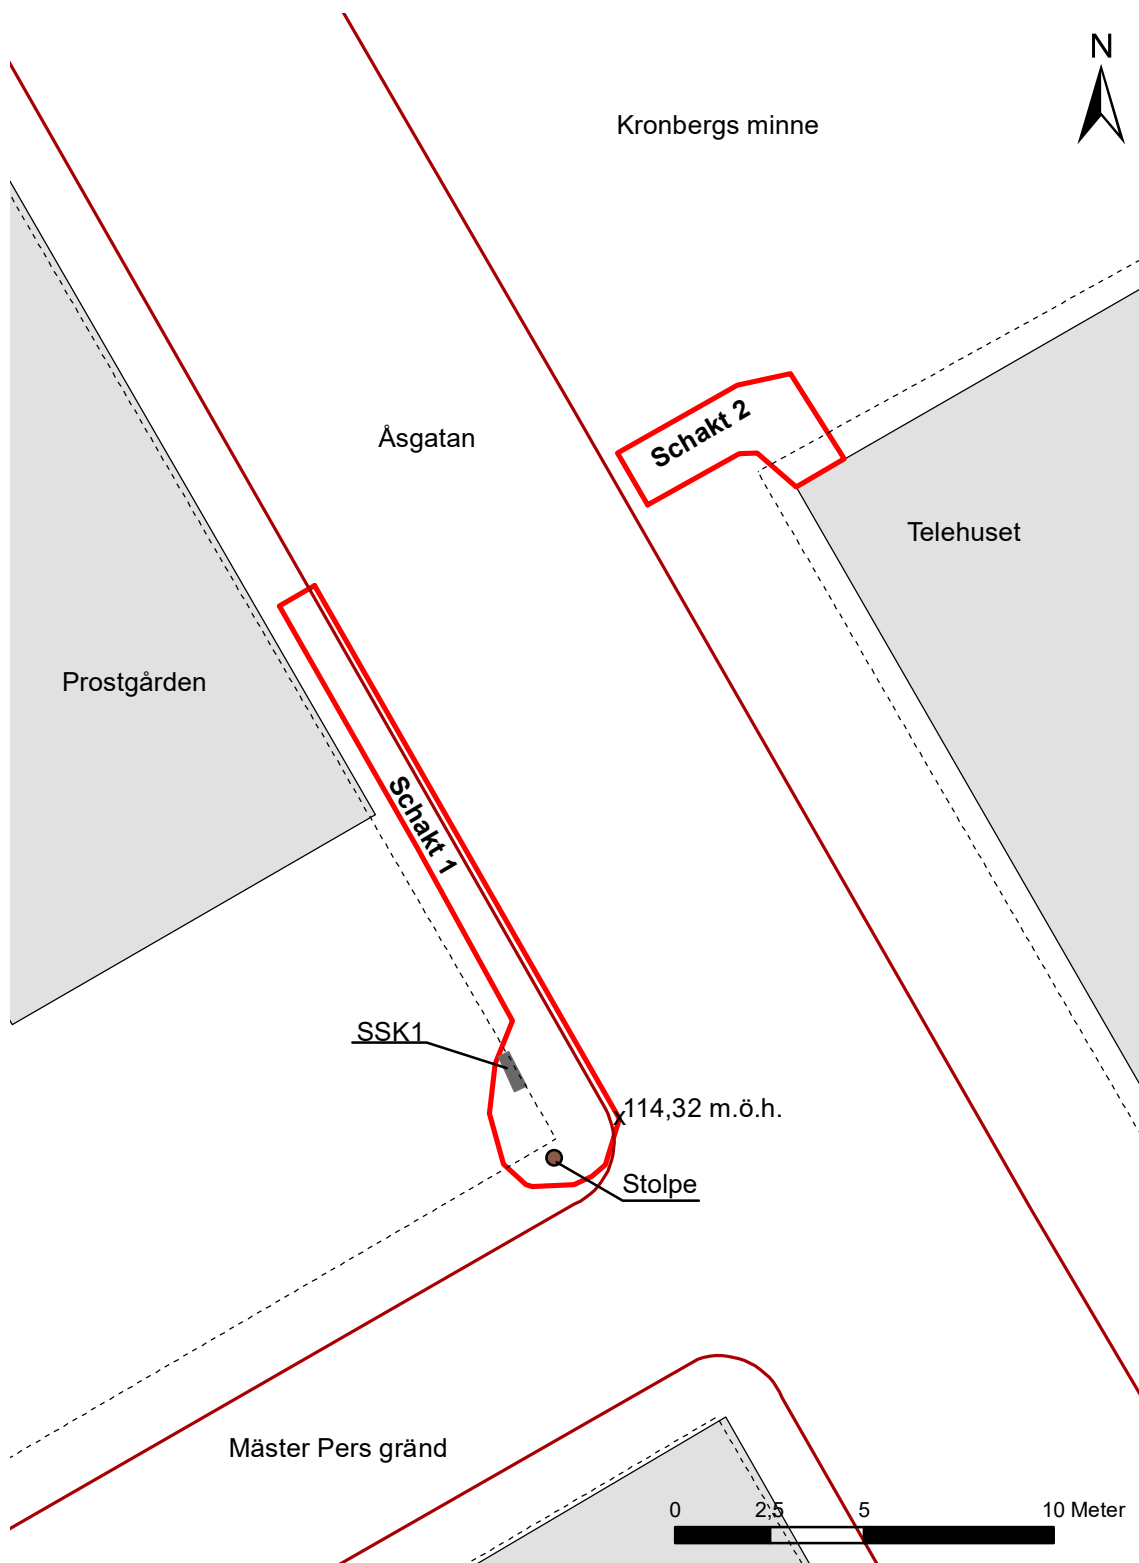 N
Kronbergs minne
Schakt 2
Åsgatan
Telehuset
Prostgården
Schakt 1
SSK1
114,32 m.ö.h.
x
Stolpe
Mäster Pers gränd
0 2,5 5 10 Meter